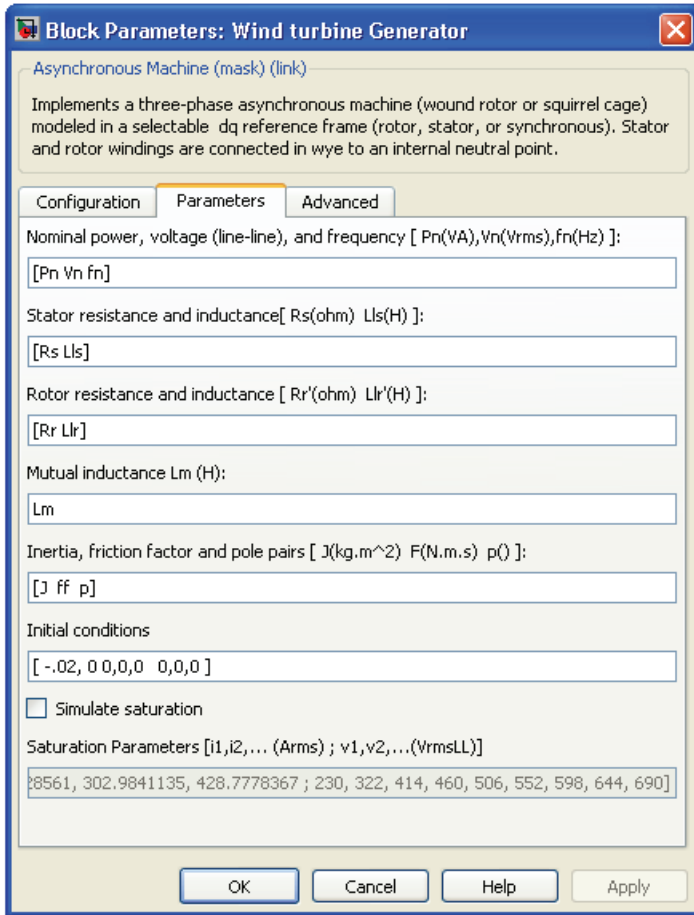 Block Parameters: Wind turbine Generator
Asynchronous Machine (mask) (link)
Implements a three-phase asynchronous machine (wound rotor or squirrel cage)
modeled in a selectable dq reference frame (rotor, stator, or synchronous). Stator
and rotor windings are connected in wye to an internal neutral point.
Configuration Parameters Advanced
Nominal power, voltage (line-line), and frequency [ Pn(VA),Vn(Vrms),fn(Hz) ]:
[Pn Vn fn]
Stator resistance and inductance[ Rs(ohm) Lls(H) ]:
[Rs Lls]
Rotor resistance and inductance [ Rr'(ohm) Llr'(H) ]:
[Rr Llr]
Mutual inductance Lm (H):
Lm
Inertia, friction factor and pole pairs [ J(kg.m^2) F(N.m.s) p() ]:
[J ff p]
Initial conditions
[ -.02, 0 0,0,0 0,0,0 ]
Simulate saturation
Saturation Parameters [i1,i2,... (Arms) ; v1,v2,...(VrmsLL)]
28561, 302.9841135, 428.7778367 ; 230, 322, 414, 460, 506, 552, 598, 644, 690]
OK Cancel Help Apply